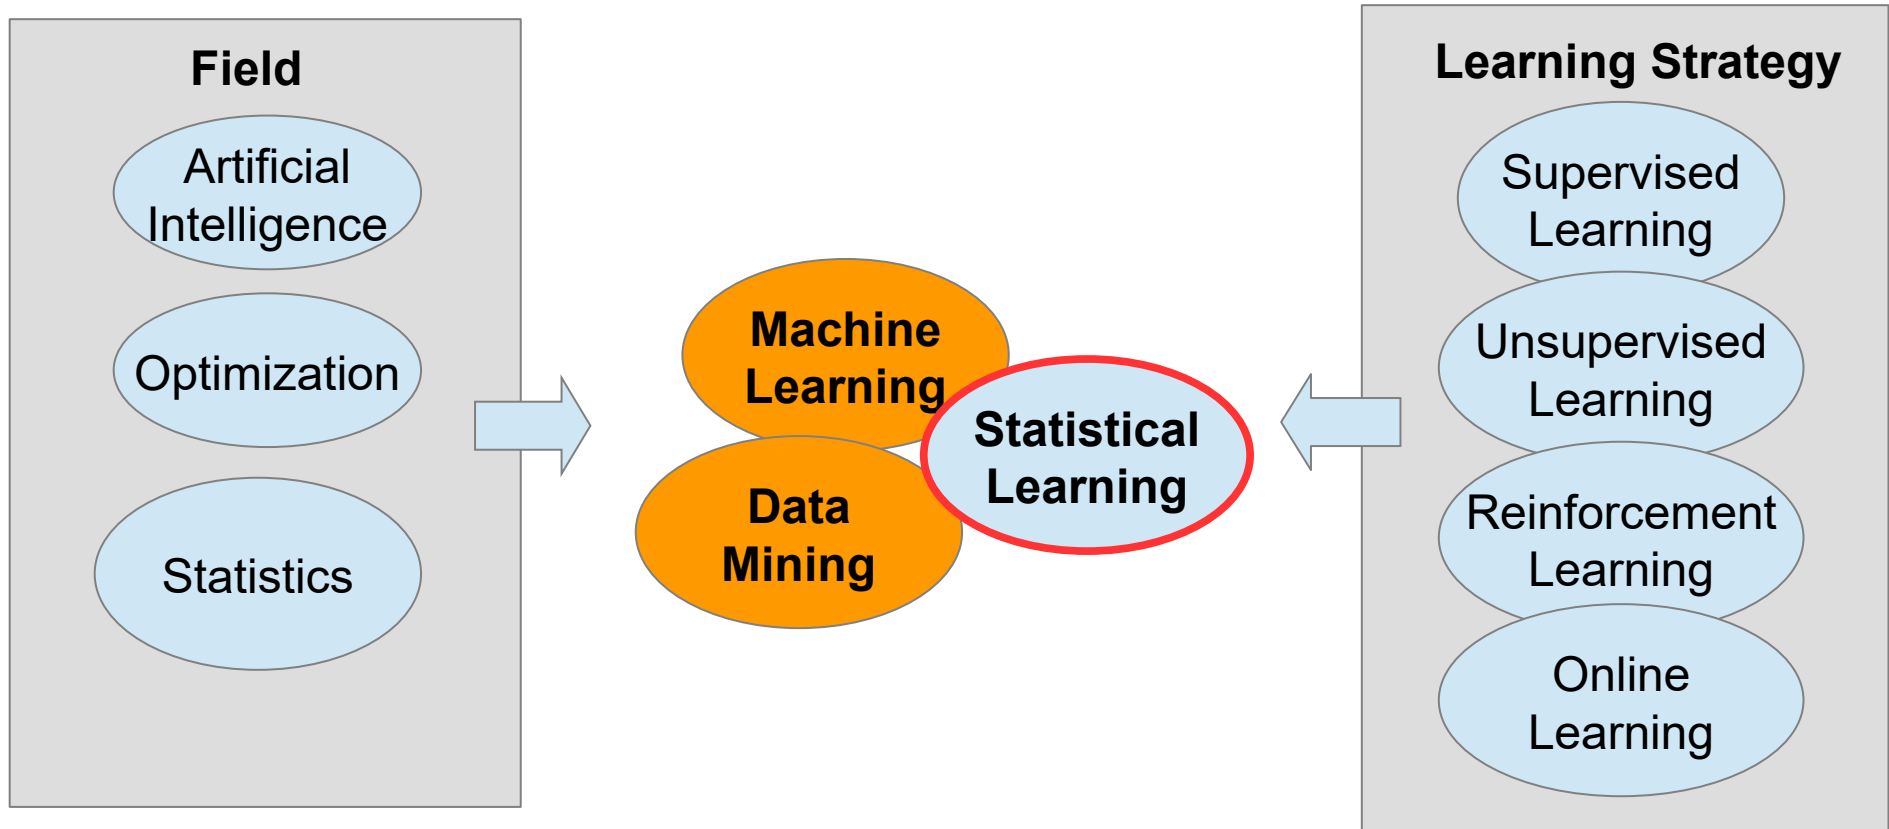 Field
Artificial
Intelligence
Optimization
Statistics
Machine
Learning
Data
Mining
Statistical
Learning
Learning Strategy
Supervised
Learning
Unsupervised
Learning
Reinforcement
Learning
Online
Learning